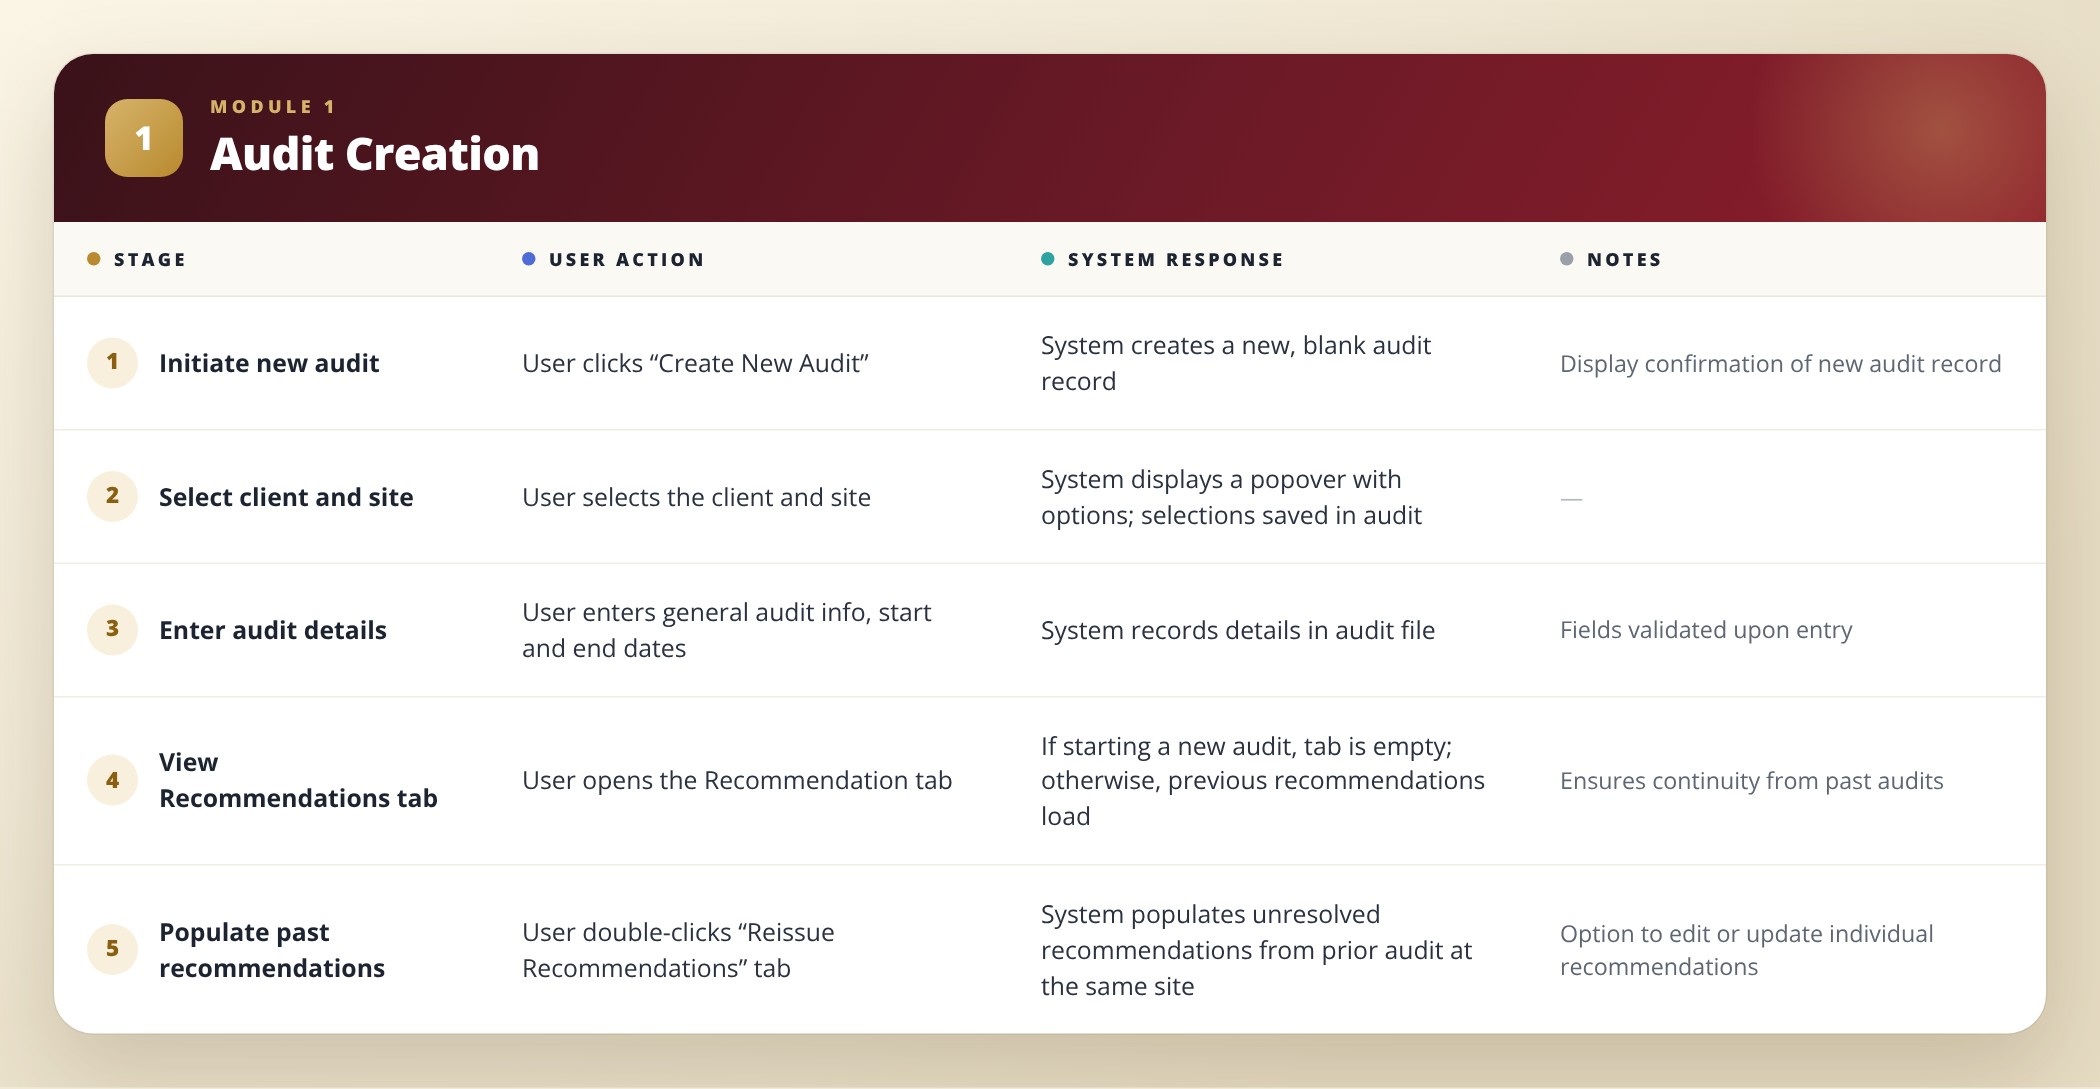 1
MODULE 1
Audit Creation
STAGE
USER ACTION
SYSTEM RESPONSE
NOTES
1
Initiate new audit
User clicks “Create New Audit”
System creates a new, blank audit
record
Display confirmation of new audit record
2
Select client and site
User selects the client and site
System displays a popover with
options; selections saved in audit
—
3
Enter audit details
User enters general audit info, start
and end dates
System records details in audit file
Fields validated upon entry
4
View
Recommendations tab
User opens the Recommendation tab
If starting a new audit, tab is empty;
otherwise, previous recommendations
load
Ensures continuity from past audits
5
Populate past
recommendations
User double-clicks “Reissue
Recommendations” tab
System populates unresolved
recommendations from prior audit at
the same site
Option to edit or update individual
recommendations